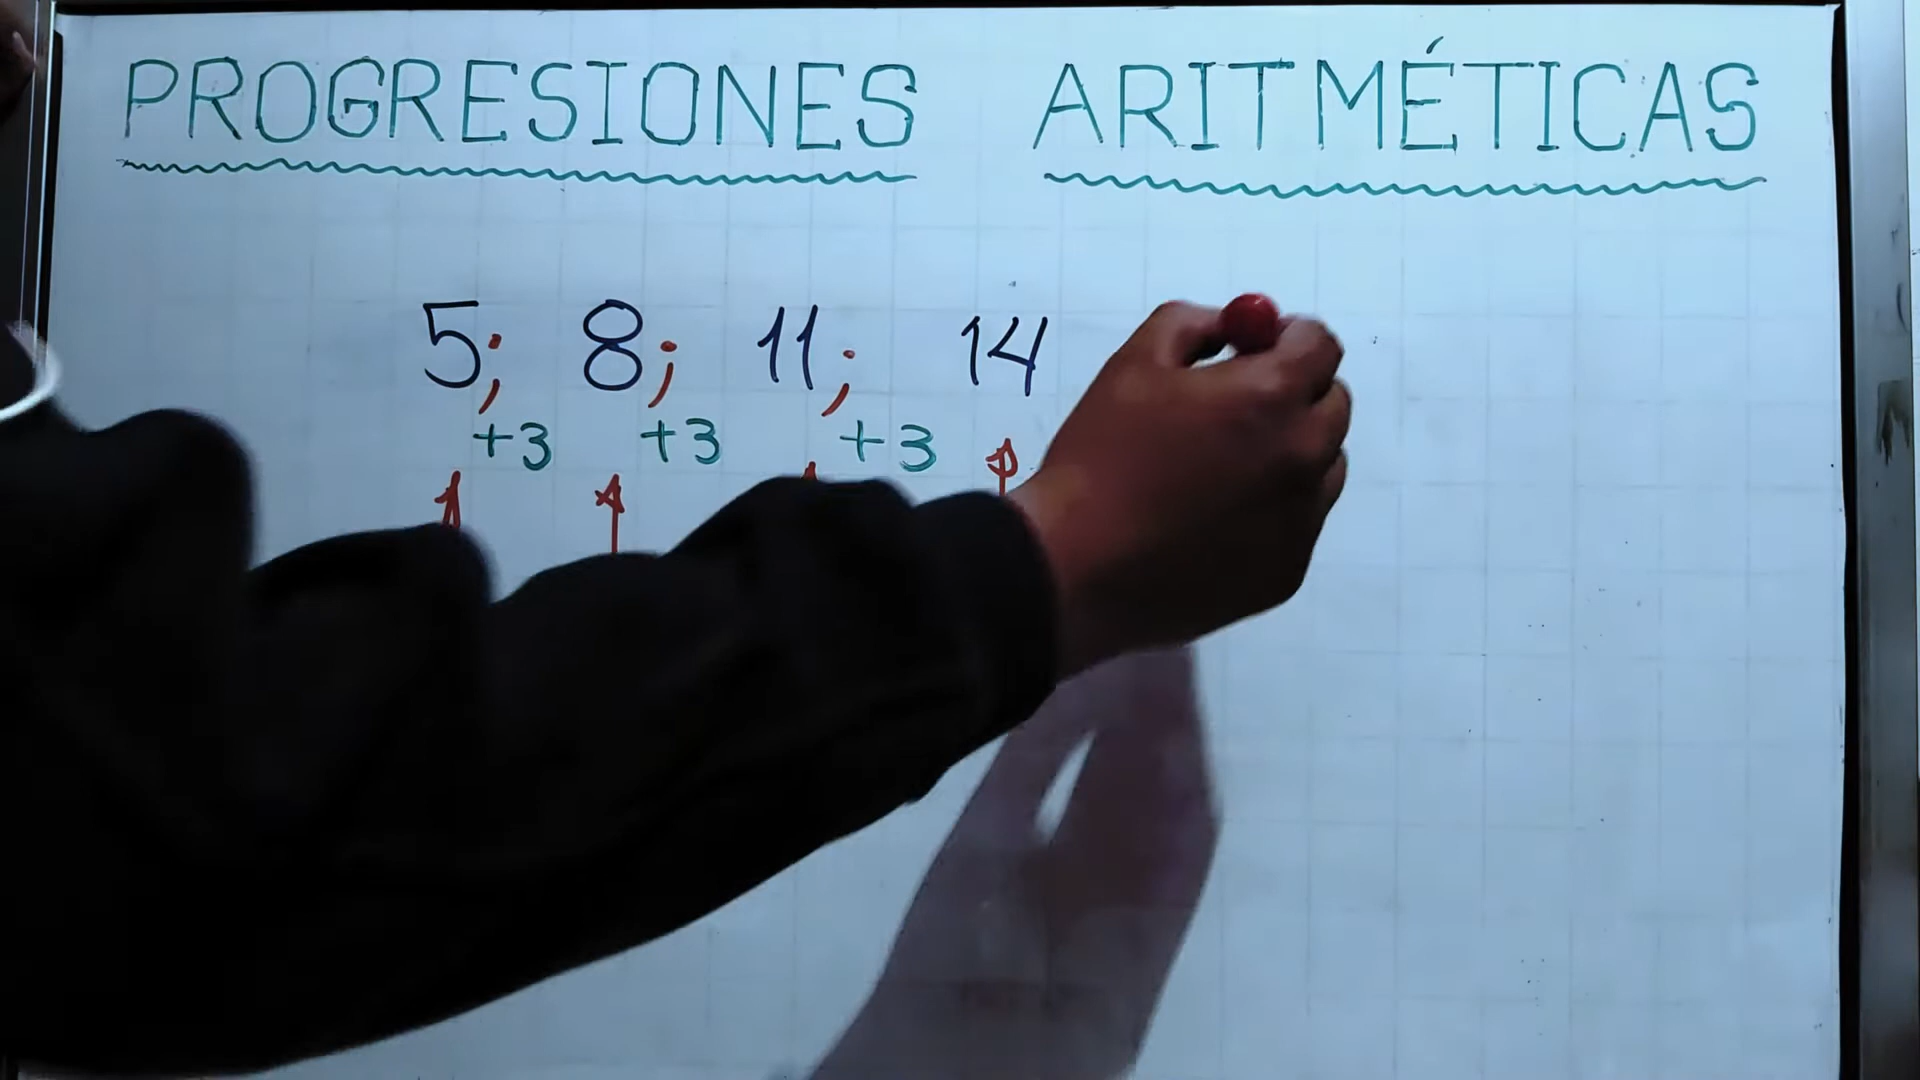 PROGRESIONES ARITMÉTICAS
5; 8; 11; 14
+3 +3 +3